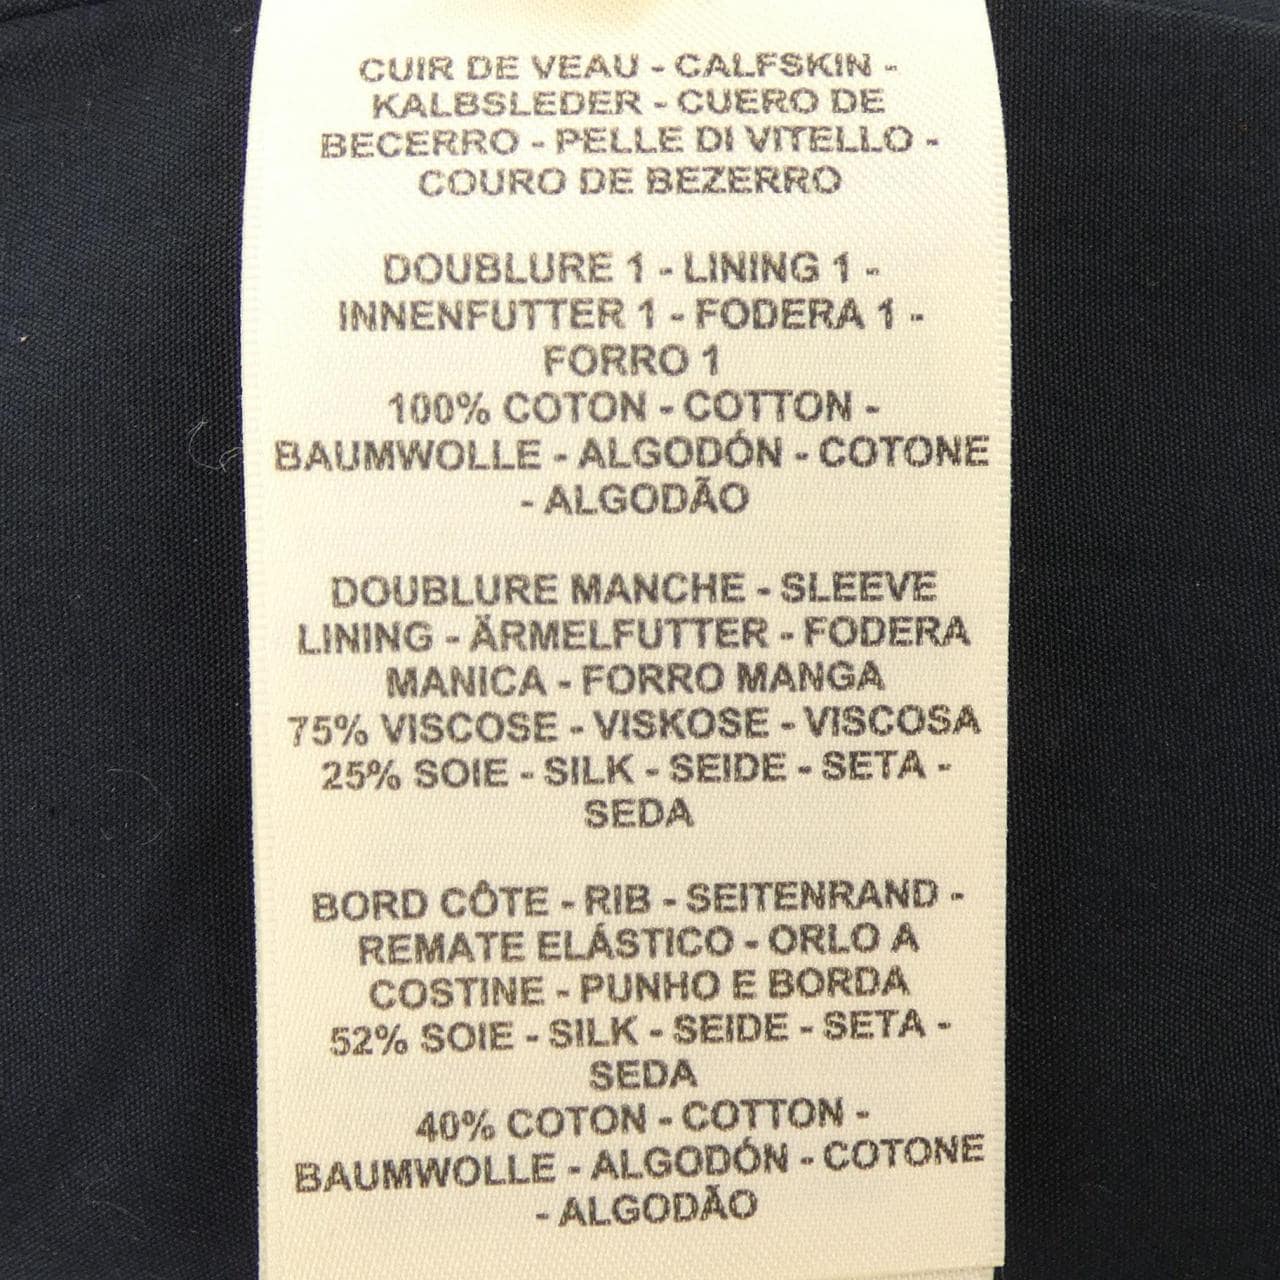 CUIR DE VEAU - CALFSKIN -
KALBSLEDER - CUERO DE
BECERRO - PELLE DI VITELLO -
COURO DE BEZERRO
DOUBLURE 1 - LINING 1 -
INNENFUTTER 1 - FODERA 1 -
FORRO 1
100% COTON - COTTON -
BAUMWOLLE - ALGODÓN - COTONE
- ALGODÃO
DOUBLURE MANCHE - SLEEVE
LINING - ÄRMELFUTTER - FODERA
MANICA - FORRO MANGA
75% VISCOSE - VISKOSE - VISCOSA
25% SOIE - SILK - SEIDE - SETA -
SEDA
BORD CÔTE - RIB - SEITENRAND -
REMATE ELÁSTICO - ORLO A
COSTINE - PUNHO E BORDA
52% SOIE - SILK - SEIDE - SETA -
SEDA
40% COTON - COTTON -
BAUMWOLLE - ALGODÓN - COTONE
- ALGODÃO